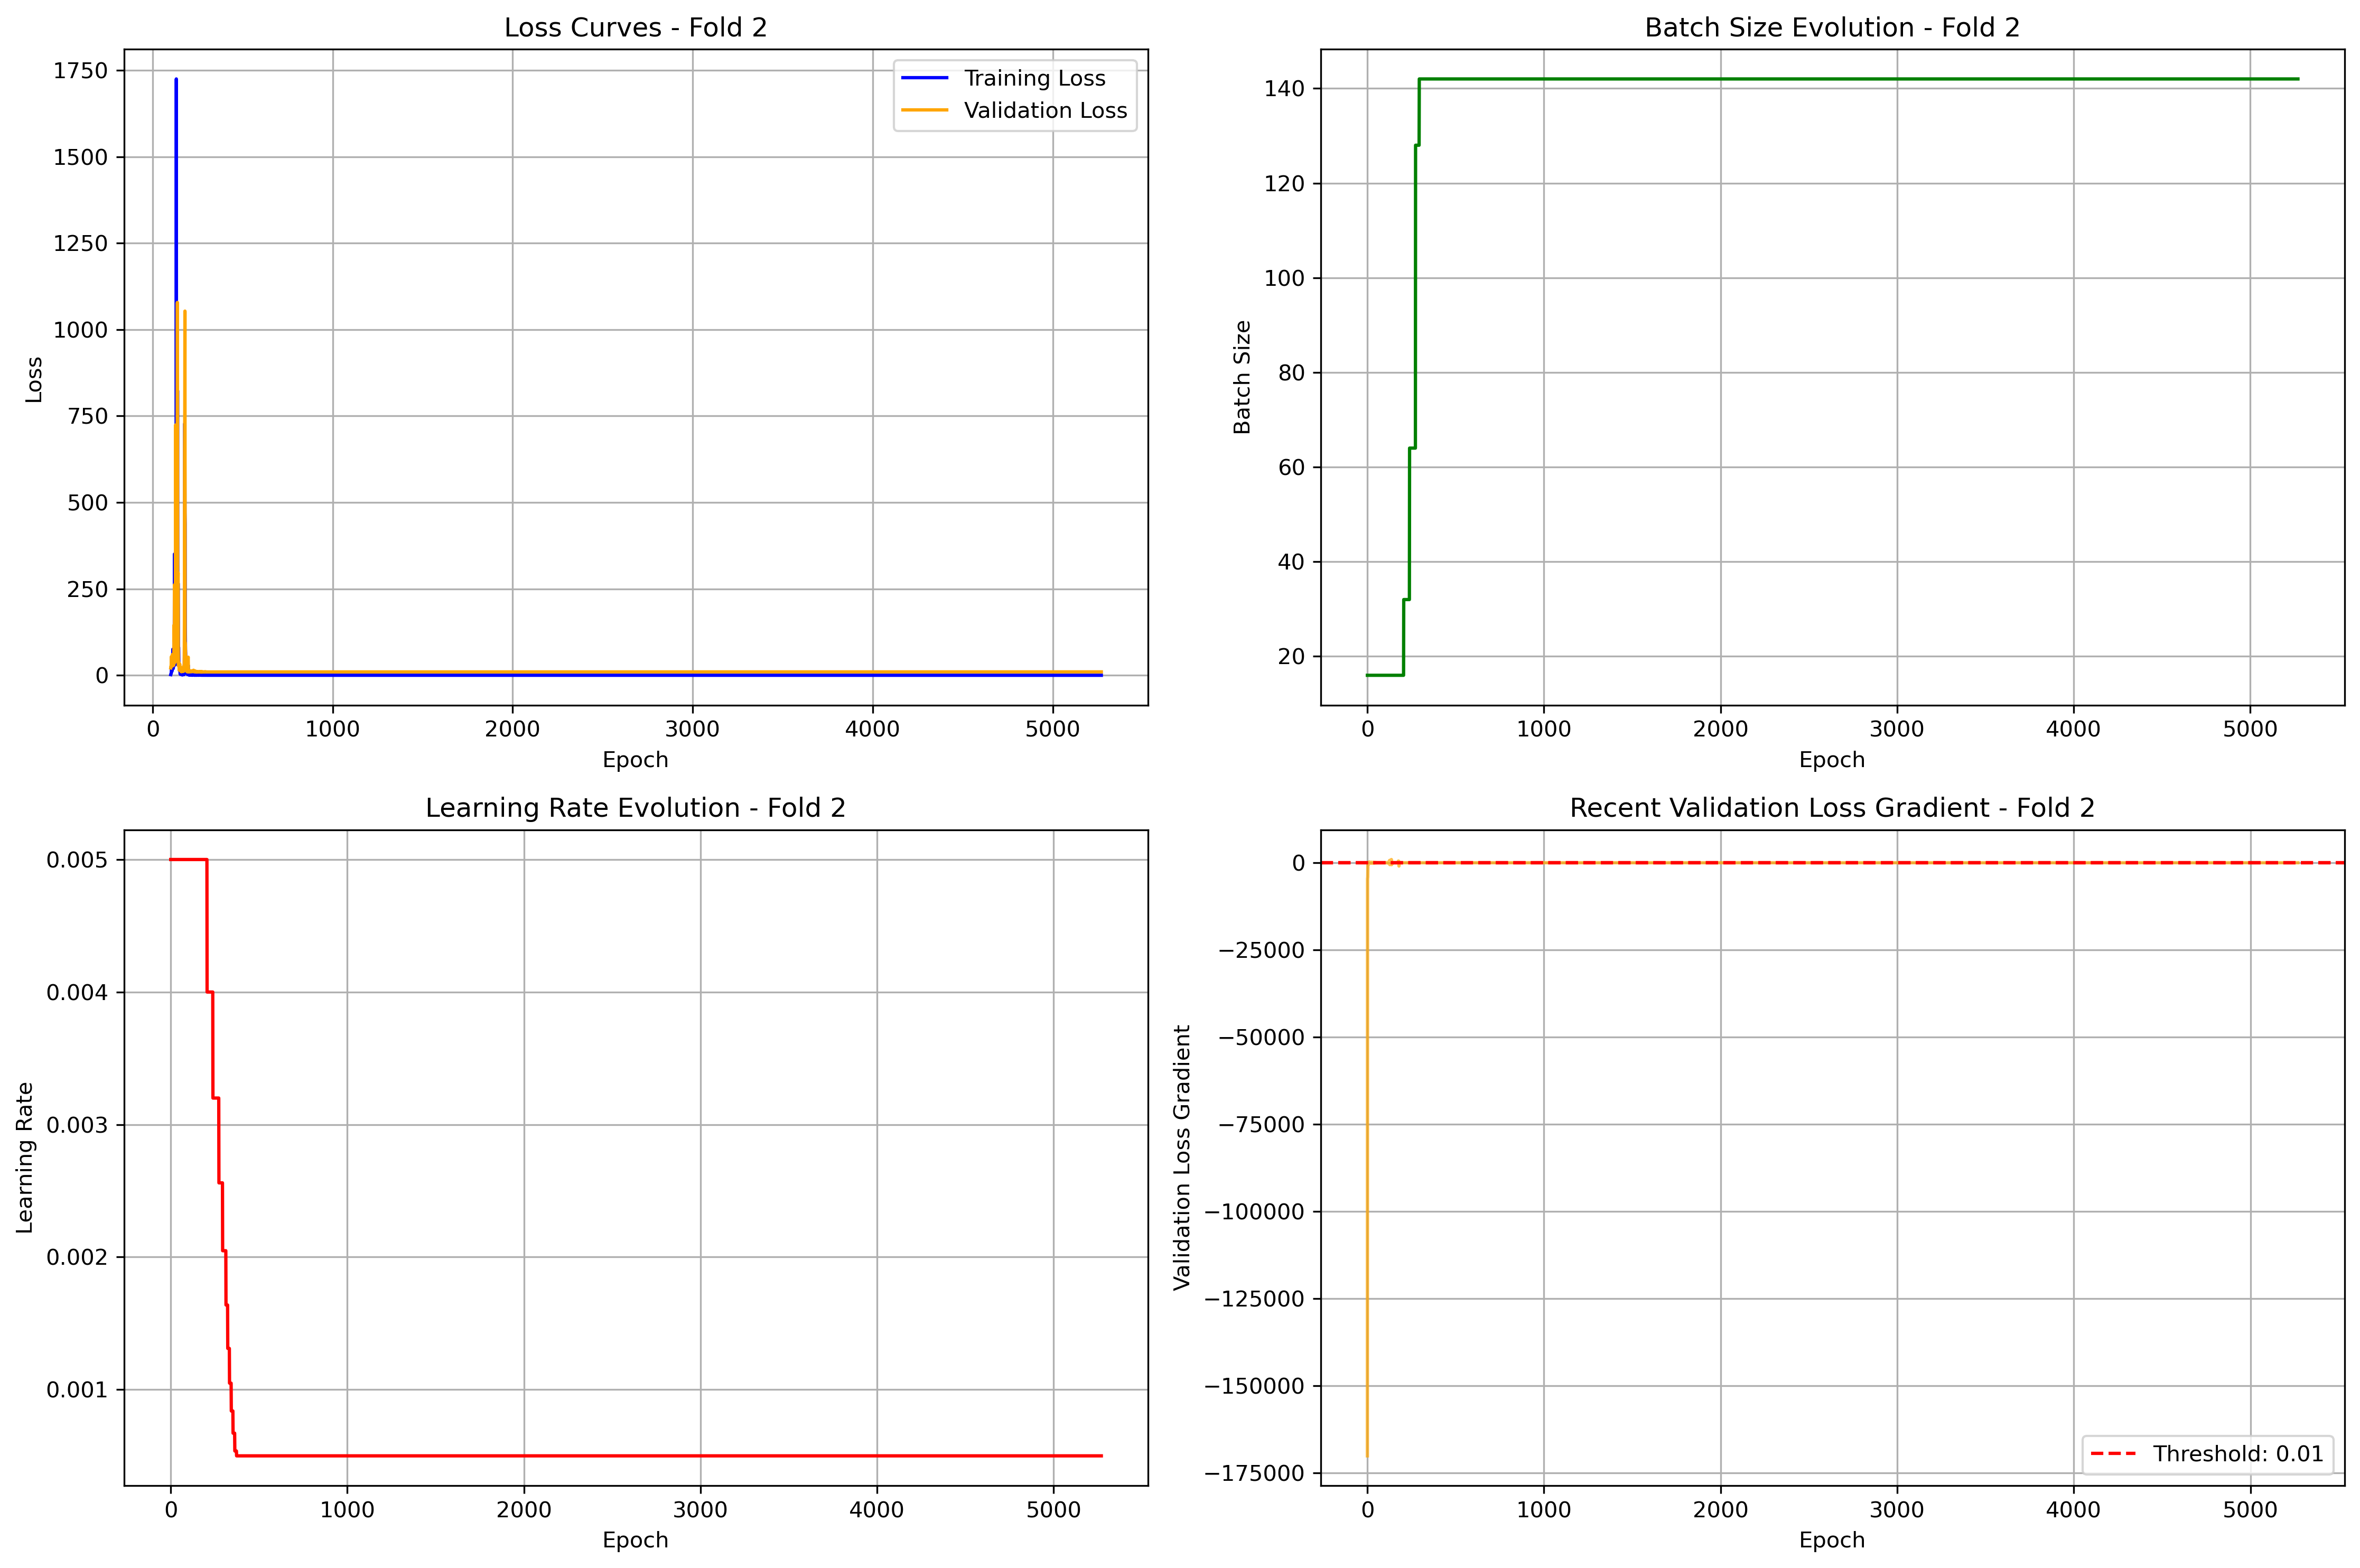 Loss Curves - Fold 2
1750
1500
1250
1000
750
500
250
0
Loss
0 1000 2000 3000 4000 5000
Epoch
Training Loss
Validation Loss
Batch Size Evolution - Fold 2
140
120
100
80
60
40
20
Batch Size
0 1000 2000 3000 4000 5000
Epoch
Learning Rate Evolution - Fold 2
0.005
0.004
0.003
0.002
0.001
Learning Rate
0 1000 2000 3000 4000 5000
Epoch
Recent Validation Loss Gradient - Fold 2
0
−25000
−50000
−75000
−100000
−125000
−150000
−175000
Validation Loss Gradient
0 1000 2000 3000 4000 5000
Epoch
Threshold: 0.01